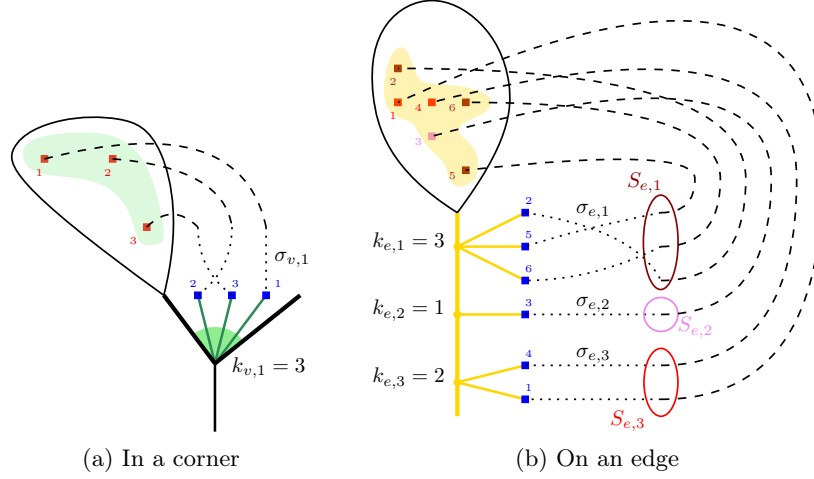 1
2
3
2
3
1
σ_{v,1}
k_{v,1} = 3
(a) In a corner
2
1
4
6
3
5
k_{e,1} = 3
2
5
6
σ_{e,1}
S_{e,1}
k_{e,2} = 1
3
σ_{e,2}
S_{e,2}
k_{e,3} = 2
4
1
σ_{e,3}
S_{e,3}
(b) On an edge